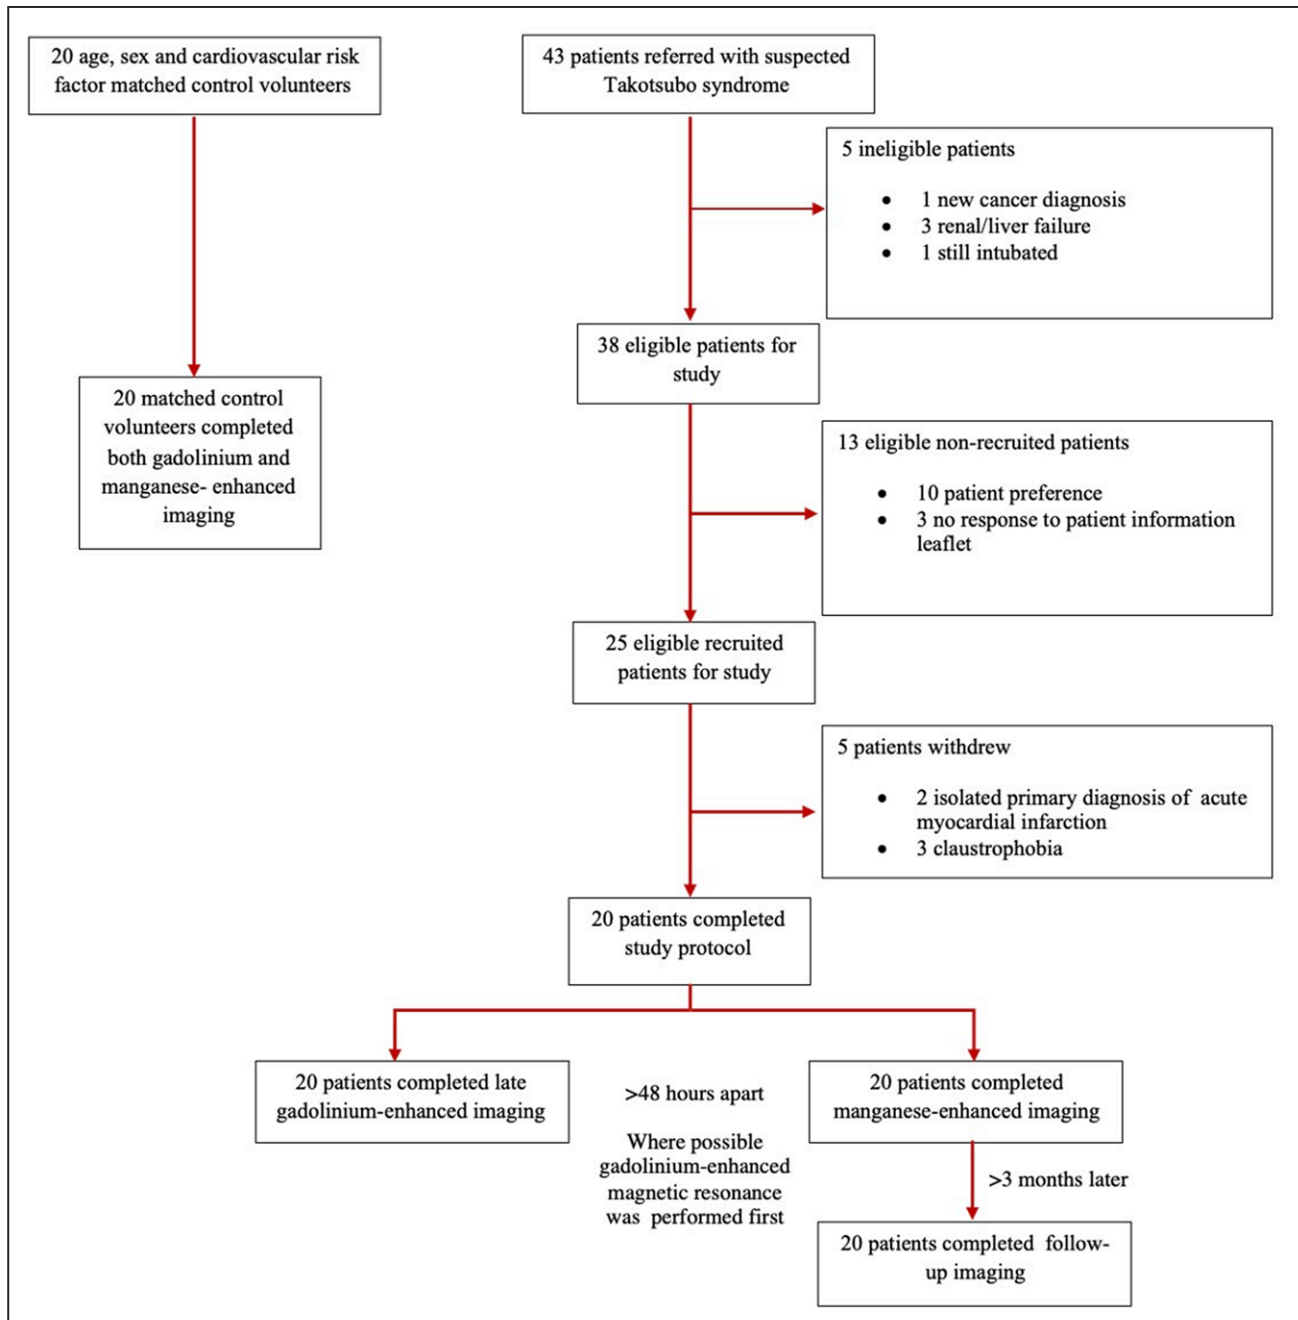 20 age, sex and cardiovascular risk
factor matched control volunteers
43 patients referred with suspected
Takotsubo syndrome
5 ineligible patients
• 1 new cancer diagnosis
• 3 renal/liver failure
• 1 still intubated
38 eligible patients for
study
20 matched control
volunteers completed
both gadolinium and
manganese- enhanced
imaging
13 eligible non-recruited patients
• 10 patient preference
• 3 no response to patient information
leaflet
25 eligible recruited
patients for study
5 patients withdrew
• 2 isolated primary diagnosis of acute
myocardial infarction
• 3 claustrophobia
20 patients completed
study protocol
20 patients completed late
gadolinium-enhanced imaging
>48 hours apart
Where possible
gadolinium-enhanced
magnetic resonance
was performed first
20 patients completed
manganese-enhanced imaging
>3 months later
20 patients completed follow-
up imaging